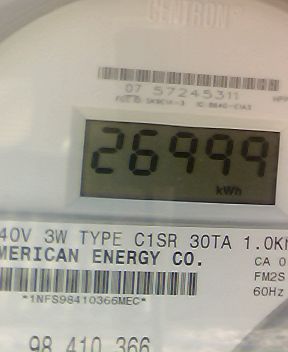 CENTRON®
07 57245311
26999
kWh
40V 3W TYPE C1SR 30TA 1.0Kh
MERICAN ENERGY CO.
CA 0
FM2S
*1NFS98410366MEC*
60Hz
98 410 366